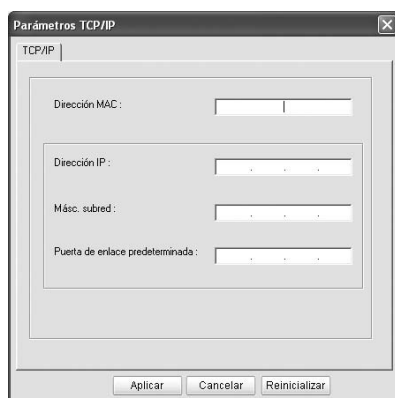 Parámetros TCP/IP
TCP/IP
Dirección MAC :
Dirección IP :
. . .
Másc. subred :
. . .
Puerta de enlace predeterminada :
. . .
Aplicar Cancelar Reinicializar